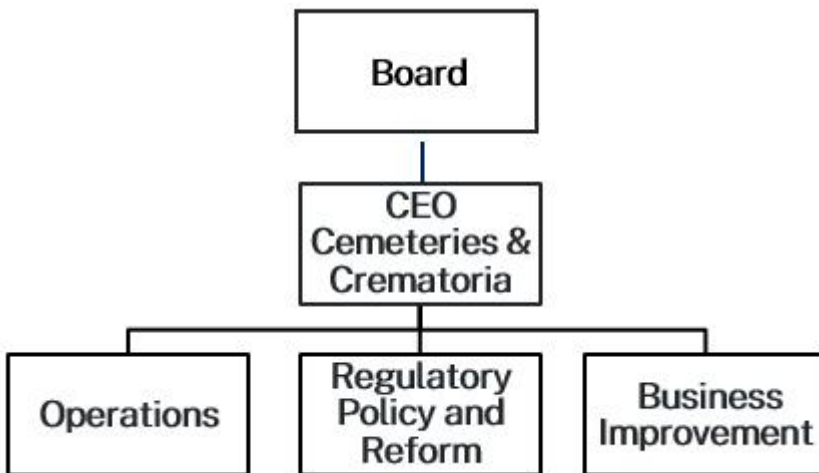 Board
CEO
Cemeteries &
Crematoria
Operations
Regulatory
Policy and
Reform
Business
Improvement